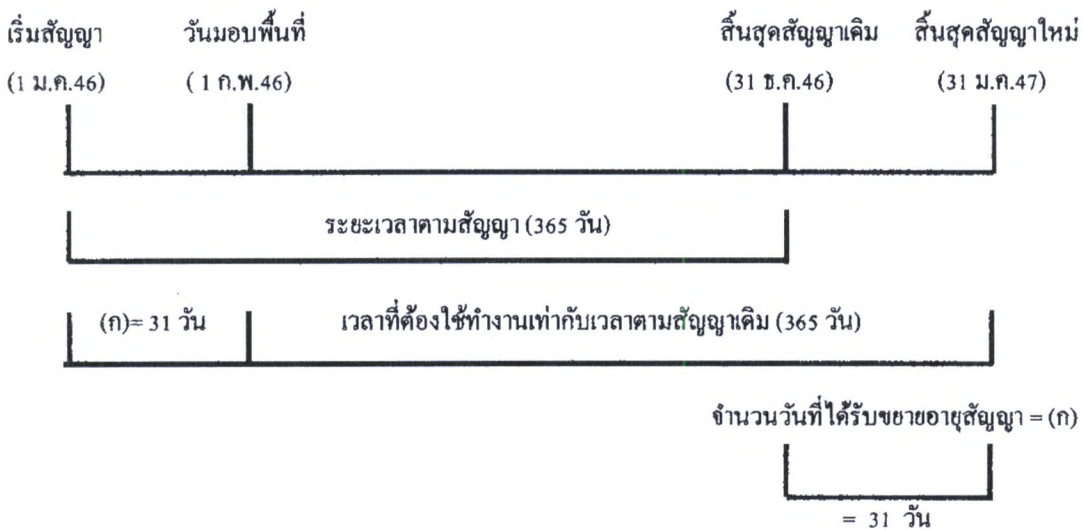 เริ่มสัญญา วันมอบพื้นที่ สิ้นสุดสัญญาเดิม สิ้นสุดสัญญาใหม่
(1 ม.ค.46) ( 1 ก.พ.46) (31 ธ.ค.46) (31 ม.ค.47)
ระยะเวลาตามสัญญา (365 วัน)
(ก)= 31 วัน เวลาที่ต้องใช้ทำงานเท่ากับเวลาตามสัญญาเดิม (365 วัน)
จำนวนวันที่ได้รับขยายอายุสัญญา = (ก)
= 31 วัน